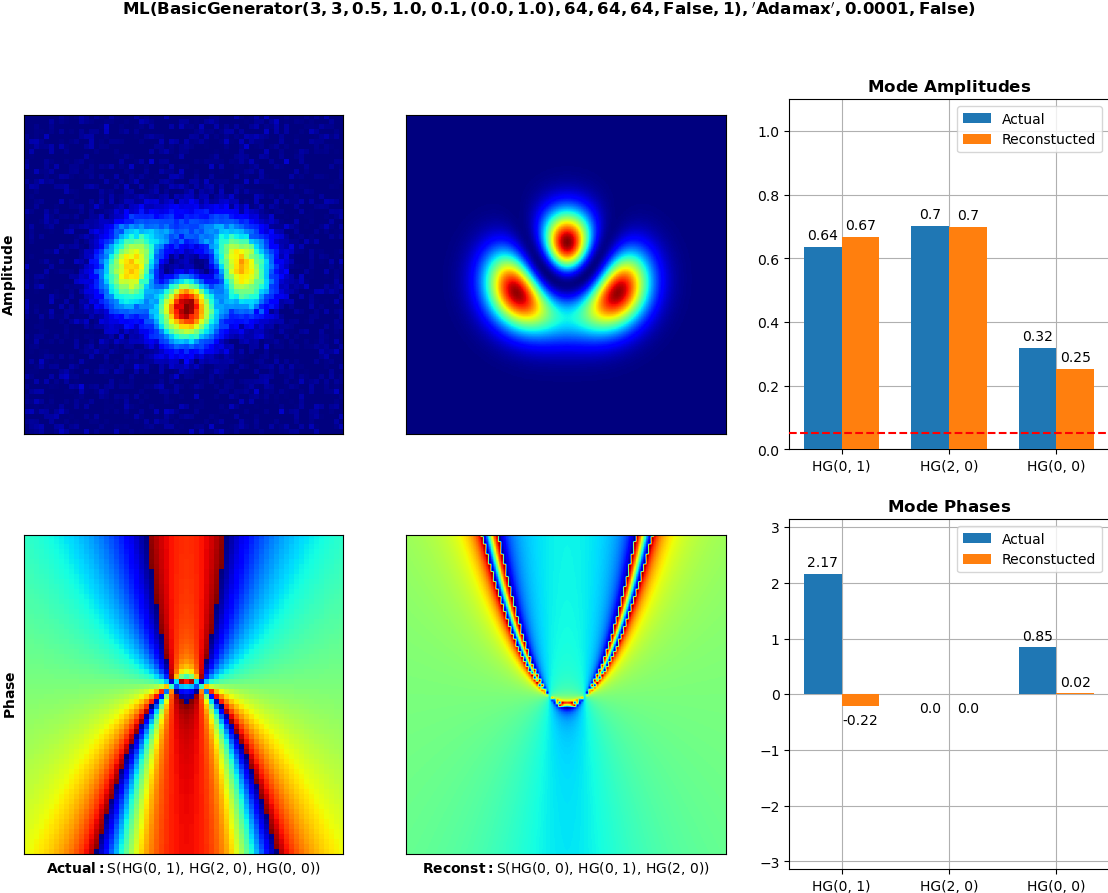 ML(BasicGenerator(3, 3, 0.5, 1.0, 0.1, (0.0, 1.0), 64, 64, 64, False, 1), ′Adamax′, 0.0001, False)
Amplitude
Mode Amplitudes
Actual
Reconstucted
1.0
0.8
0.6
0.4
0.2
0.0
0.64
0.67
0.7
0.7
0.32
0.25
HG(0, 1)
HG(2, 0)
HG(0, 0)
Phase
Actual: S(HG(0, 1), HG(2, 0), HG(0, 0))
Reconst: S(HG(0, 0), HG(0, 1), HG(2, 0))
Mode Phases
Actual
Reconstucted
3
2
1
0
−1
−2
−3
2.17
-0.22
0.0
0.0
0.85
0.02
HG(0, 1)
HG(2, 0)
HG(0, 0)